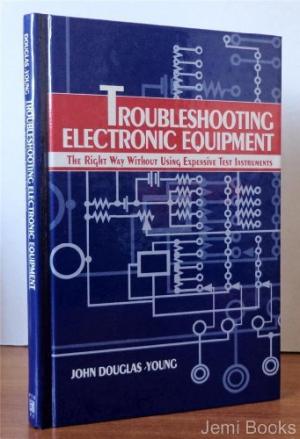 TROUBLESHOOTING
ELECTRONIC EQUIPMENT
THE RIGHT WAY WITHOUT USING EXPENSIVE TEST INSTRUMENTS
JOHN DOUGLAS-YOUNG
DOUGLAS-YOUNG TROUBLESHOOTING ELECTRONIC EQUIPMENT
Jemi Books